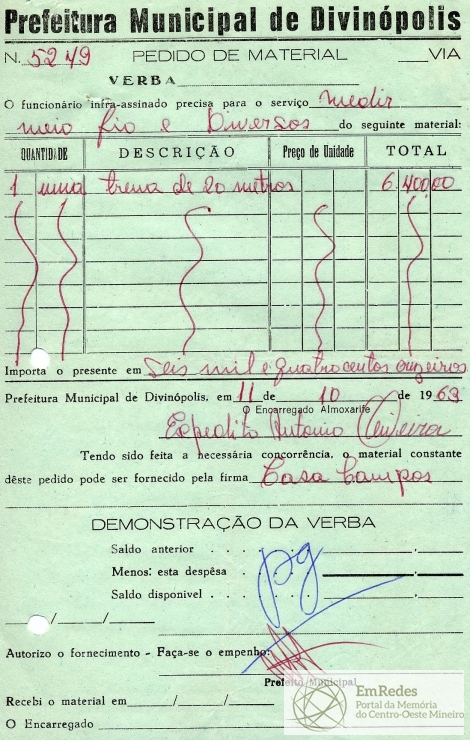 Prefeitura Municipal de Divinópolis
N. 5249 PEDIDO DE MATERIAL VIA
VERBA
O funcionário infra-assinado precisa para o serviço medir
meio fio e Diversos do seguinte material:
QUANTIDADE DESCRIÇÃO Preço de Unidade TOTAL
1 uma trena de 20 metros 6.400,00
Importa o presente em Seis mil e quatrocentos cruzeiros
Prefeitura Municipal de Divinópolis, em 11 de 10 de 1963
O Encarregado Almoxarife
Expedito Antonio
Tendo sido feita a necessária concorrência, o material constante
dêste pedido pode ser fornecido pela firma Casa Campos
DEMONSTRAÇÃO DA VERBA
Saldo anterior . . . .
Menos: esta despêsa . . . .
Saldo disponível . . . .
pg
Autorizo o fornecimento - Faça-se o empenho:
Prefeito Municipal
Recebi o material em / /
O Encarregado
EmRedes
Portal da Memória
do Centro-Oeste Mineiro